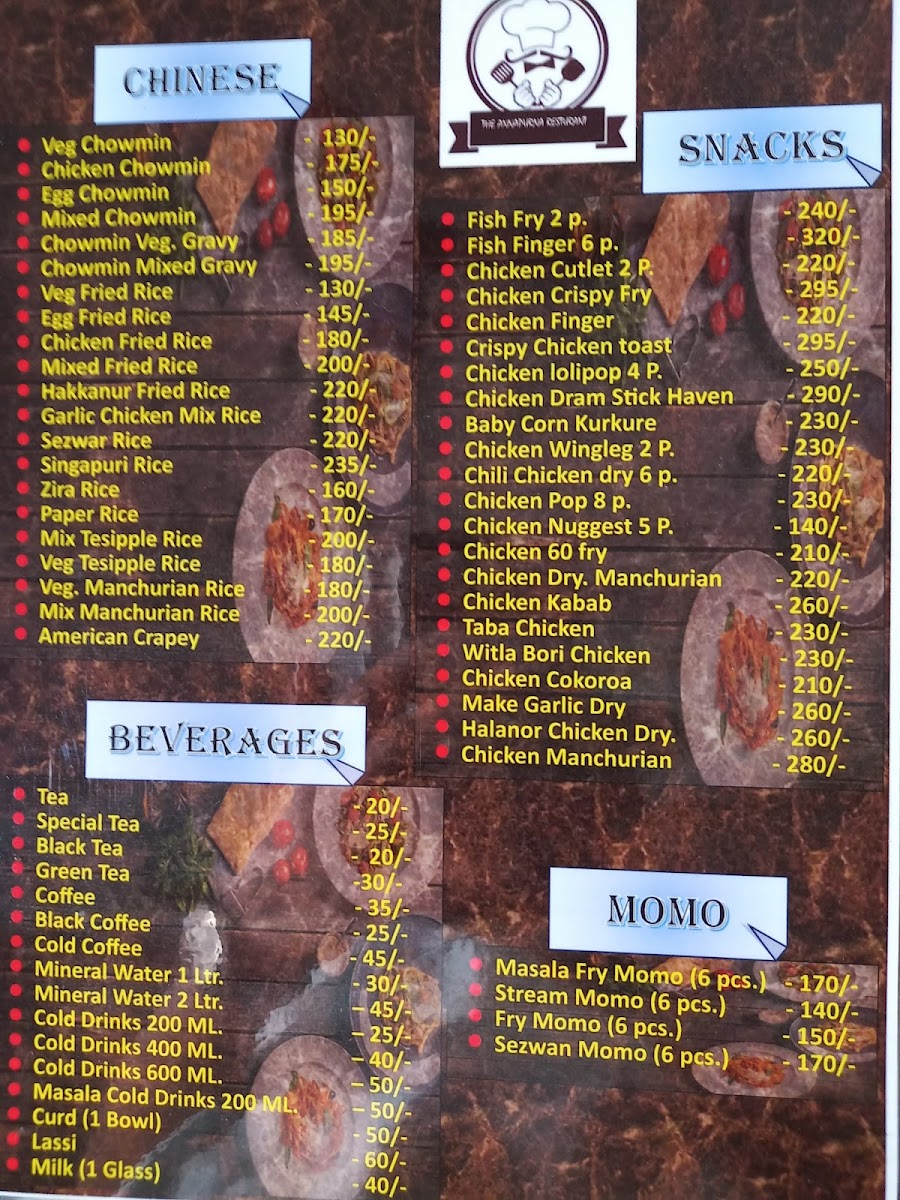 THE ANNAPURNA RESTURANT
CHINESE
Veg Chowmin - 130/-
Chicken Chowmin - 175/-
Egg Chowmin - 150/-
Mixed Chowmin - 195/-
Chowmin Veg. Gravy - 185/-
Chowmin Mixed Gravy - 195/-
Veg Fried Rice - 130/-
Egg Fried Rice - 145/-
Chicken Fried Rice - 180/-
Mixed Fried Rice - 200/-
Hakkanur Fried Rice - 220/-
Garlic Chicken Mix Rice - 220/-
Sezwar Rice - 220/-
Singapuri Rice - 235/-
Zira Rice - 160/-
Paper Rice - 170/-
Mix Tesipple Rice - 200/-
Veg Tesipple Rice - 180/-
Veg. Manchurian Rice - 180/-
Mix Manchurian Rice - 200/-
American Crapey - 220/-
BEVERAGES
Tea - 20/-
Special Tea - 25/-
Black Tea - 20/-
Green Tea -30/-
Coffee - 35/-
Black Coffee - 25/-
Cold Coffee - 45/-
Mineral Water 1 Ltr. - 30/-
Mineral Water 2 Ltr. – 45/-
Cold Drinks 200 ML. – 25/-
Cold Drinks 400 ML. – 40/-
Cold Drinks 600 ML. – 50/-
Masala Cold Drinks 200 ML. – 50/-
Curd (1 Bowl) - 50/-
Lassi - 60/-
Milk (1 Glass) - 40/-
SNACKS
Fish Fry 2 p. - 240/-
Fish Finger 6 p. - 320/-
Chicken Cutlet 2 P. - 220/-
Chicken Crispy Fry - 295/-
Chicken Finger - 220/-
Crispy Chicken toast - 295/-
Chicken lolipop 4 P. - 250/-
Chicken Dram Stick Haven - 290/-
Baby Corn Kurkure - 230/-
Chicken Wingleg 2 P. - 230/-
Chili Chicken dry 6 p. - 220/-
Chicken Pop 8 p. - 230/-
Chicken Nuggest 5 P. - 140/-
Chicken 60 fry - 210/-
Chicken Dry. Manchurian - 220/-
Chicken Kabab - 260/-
Taba Chicken - 230/-
Witla Bori Chicken - 230/-
Chicken Cokoroa - 210/-
Make Garlic Dry - 260/-
Halanor Chicken Dry. - 260/-
Chicken Manchurian - 280/-
MOMO
Masala Fry Momo (6 pcs.) - 170/-
Stream Momo (6 pcs.) - 140/-
Fry Momo (6 pcs.) - 150/-
Sezwan Momo (6 pcs.) - 170/-